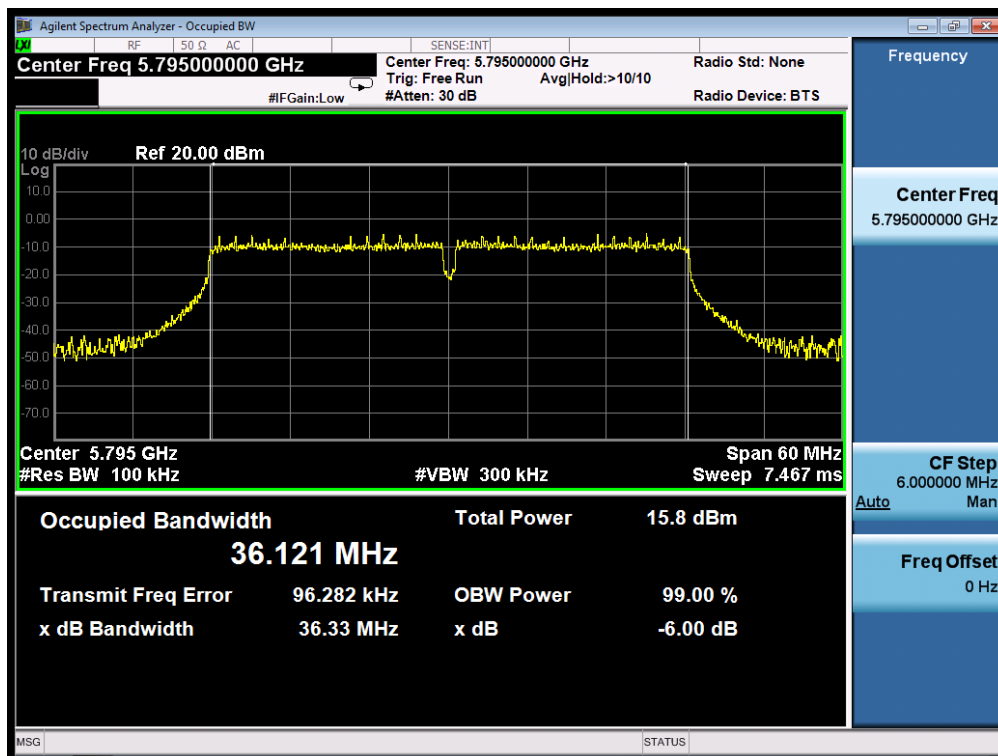 Agilent Spectrum Analyzer - Occupied BW
LXI RF 50 Ω AC SENSE:INT
Center Freq 5.795000000 GHz
#IFGain:Low
Center Freq: 5.795000000 GHz
Trig: Free Run Avg|Hold:>10/10
#Atten: 30 dB
Radio Std: None
Radio Device: BTS
10 dB/div Ref 20.00 dBm
Log
10.0
0.00
-10.0
-20.0
-30.0
-40.0
-50.0
-60.0
-70.0
Center 5.795 GHz Span 60 MHz
#Res BW 100 kHz #VBW 300 kHz Sweep 7.467 ms
Occupied Bandwidth Total Power 15.8 dBm
36.121 MHz
Transmit Freq Error 96.282 kHz OBW Power 99.00 %
x dB Bandwidth 36.33 MHz x dB -6.00 dB
MSG STATUS
Frequency
Center Freq
5.795000000 GHz
CF Step
6.000000 MHz
Auto Man
Freq Offset
0 Hz